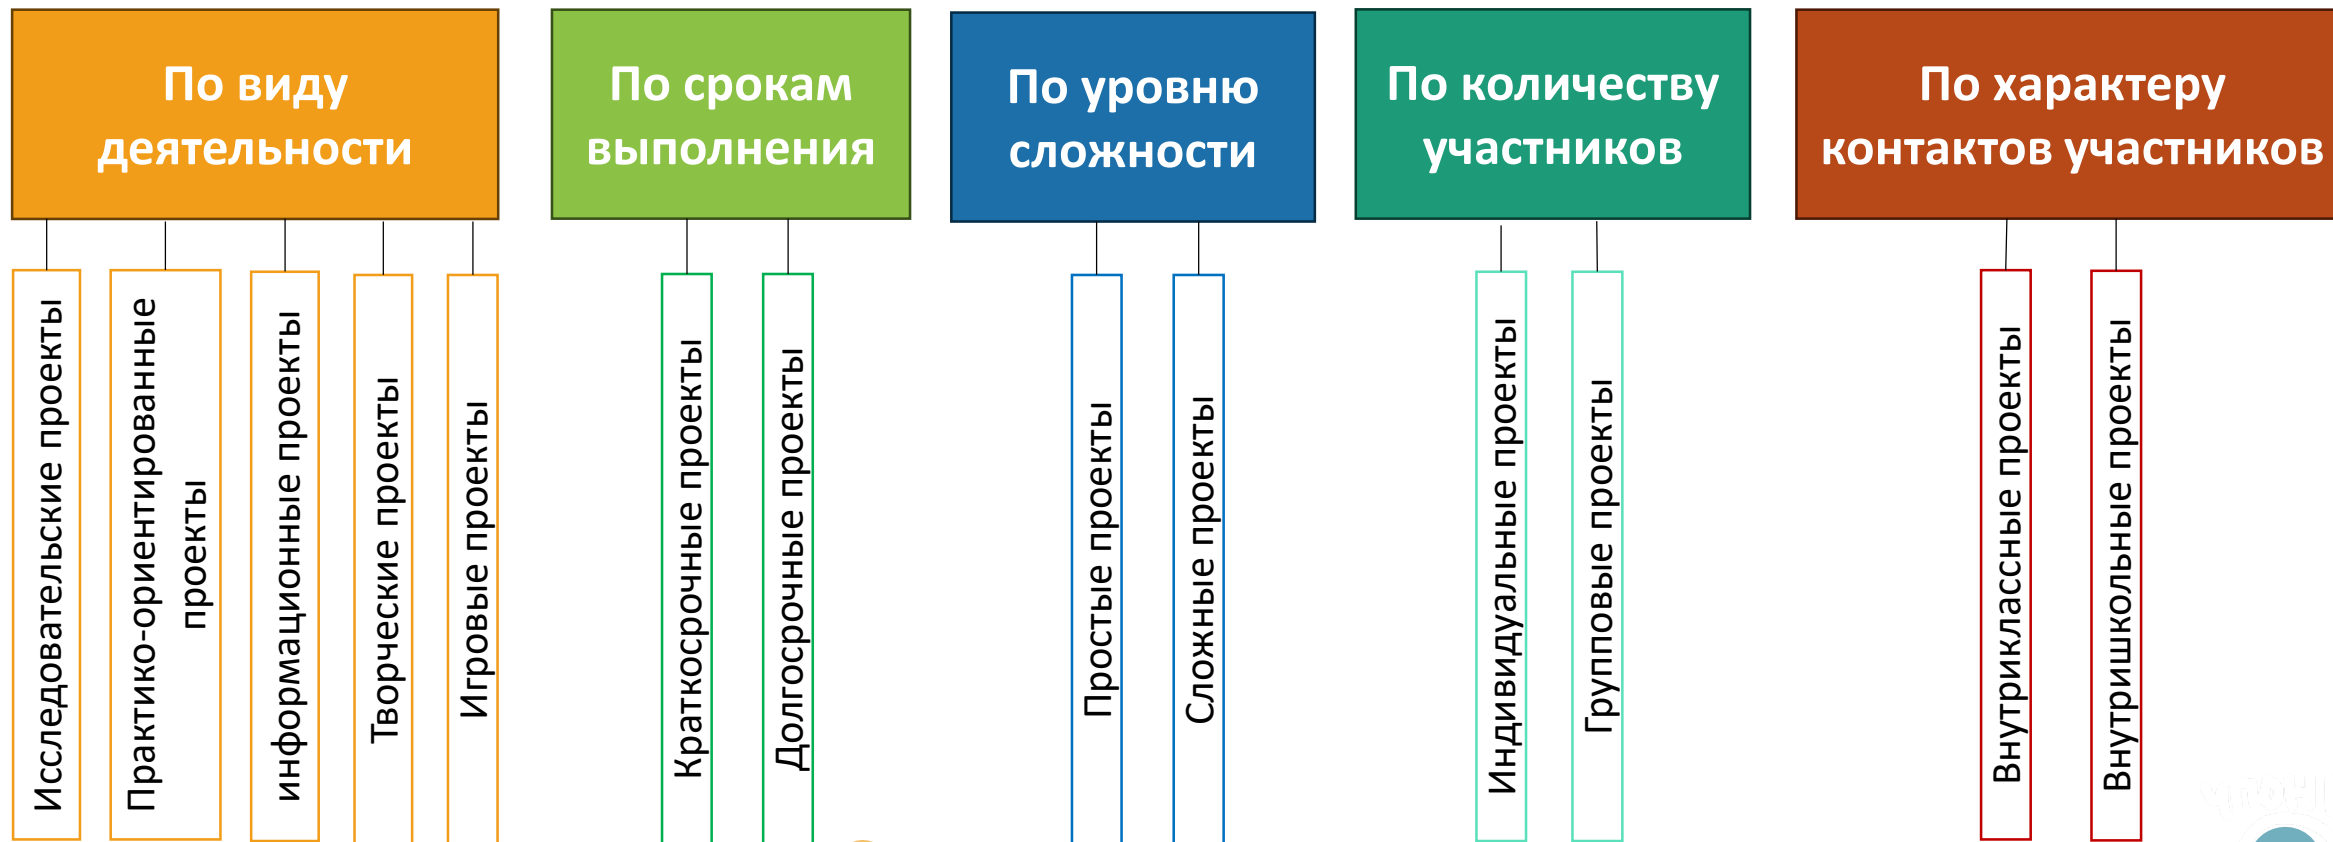 По виду
деятельности
По срокам
выполнения
По уровню
сложности
По количеству
участников
По характеру
контактов участников
Исследовательские проекты
Практико-ориентированные
проекты
информационные проекты
Творческие проекты
Игровые проекты
Краткосрочные проекты
Долгосрочные проекты
Простые проекты
Сложные проекты
Индивидуальные проекты
Групповые проекты
Внутриклассные проекты
Внутришкольные проекты